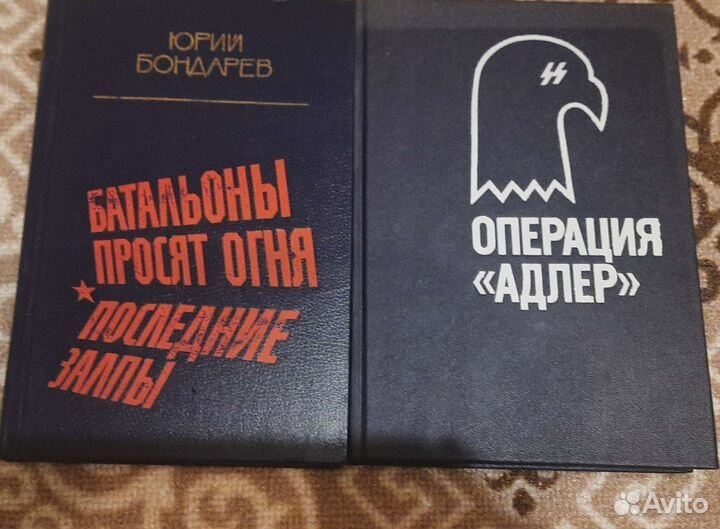 ЮРИЙ
БОНДАРЕВ
БАТАЛЬОНЫ
ПРОСЯТ ОГНЯ
ПОСЛЕДНИЕ
ЗАЛПЫ
ОПЕРАЦИЯ
«АДЛЕР»
Avito